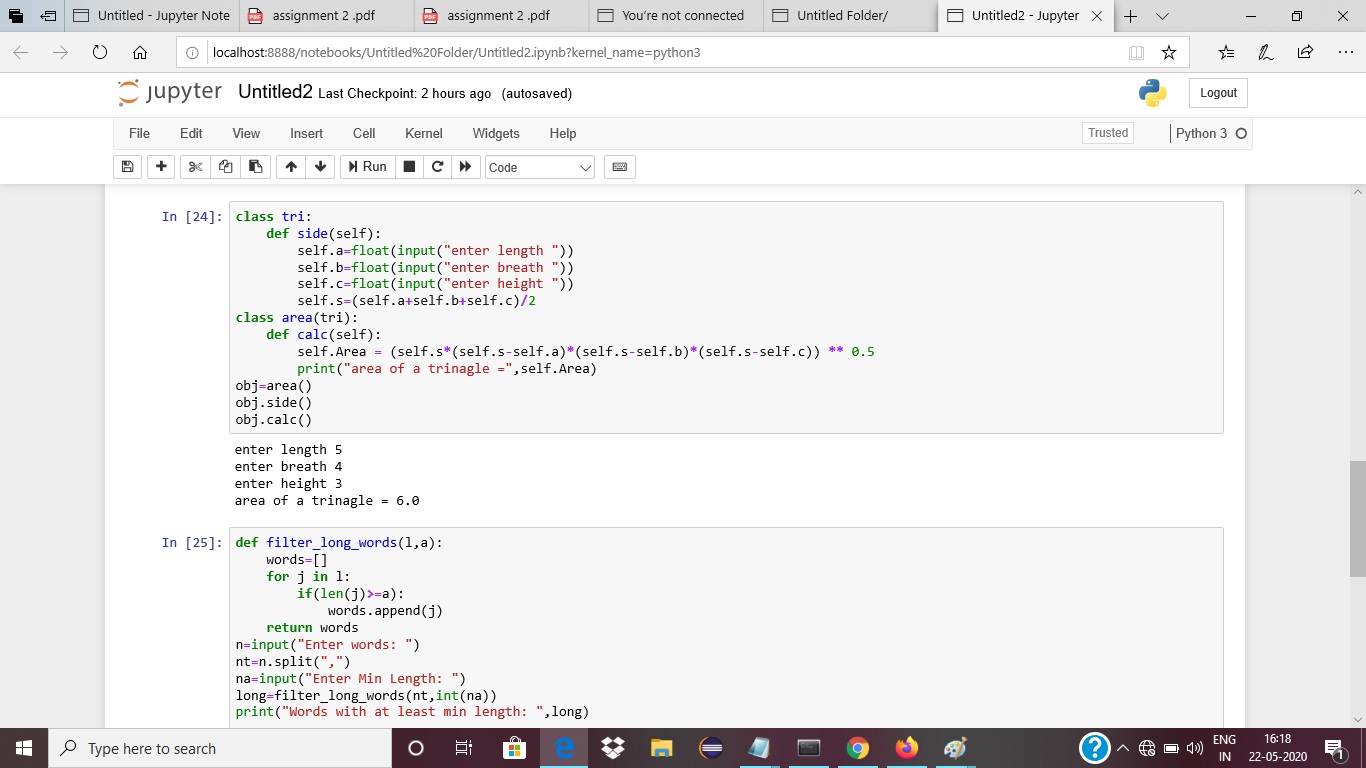 Untitled - Jupyter Note
assignment 2 .pdf
assignment 2 .pdf
You're not connected
Untitled Folder/
Untitled2 - Jupyter
localhost:8888/notebooks/Untitled%20Folder/Untitled2.ipynb?kernel_name=python3
jupyter Untitled2 Last Checkpoint: 2 hours ago (autosaved)
Logout
File Edit View Insert Cell Kernel Widgets Help
Trusted
Python 3
Run
Code
In [24]:
class tri:
    def side(self):
        self.a=float(input("enter length "))
        self.b=float(input("enter breath "))
        self.c=float(input("enter height "))
        self.s=(self.a+self.b+self.c)/2
class area(tri):
    def calc(self):
        self.Area = (self.s*(self.s-self.a)*(self.s-self.b)*(self.s-self.c)) ** 0.5
        print("area of a trinagle =",self.Area)
obj=area()
obj.side()
obj.calc()
enter length 5
enter breath 4
enter height 3
area of a trinagle = 6.0
In [25]:
def filter_long_words(l,a):
    words=[]
    for j in l:
        if(len(j)>=a):
            words.append(j)
    return words
n=input("Enter words: ")
nt=n.split(",")
na=input("Enter Min Length: ")
long=filter_long_words(nt,int(na))
print("Words with at least min length: ",long)
Type here to search
ENG
IN
16:18
22-05-2020
1